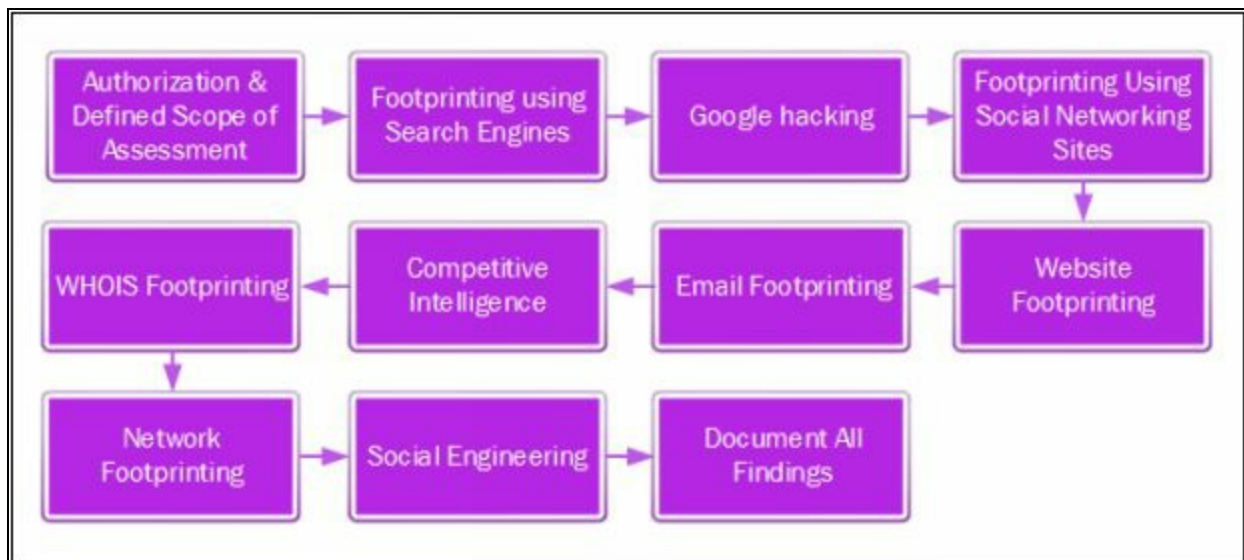 Authorization &
Defined Scope of
Assessment
Footprinting using
Search Engines
Google hacking
Footprinting Using
Social Networking
Sites
Website
Footprinting
Email Footprinting
Competitive
Intelligence
WHOIS Footprinting
Network
Footprinting
Social Engineering
Document All
Findings